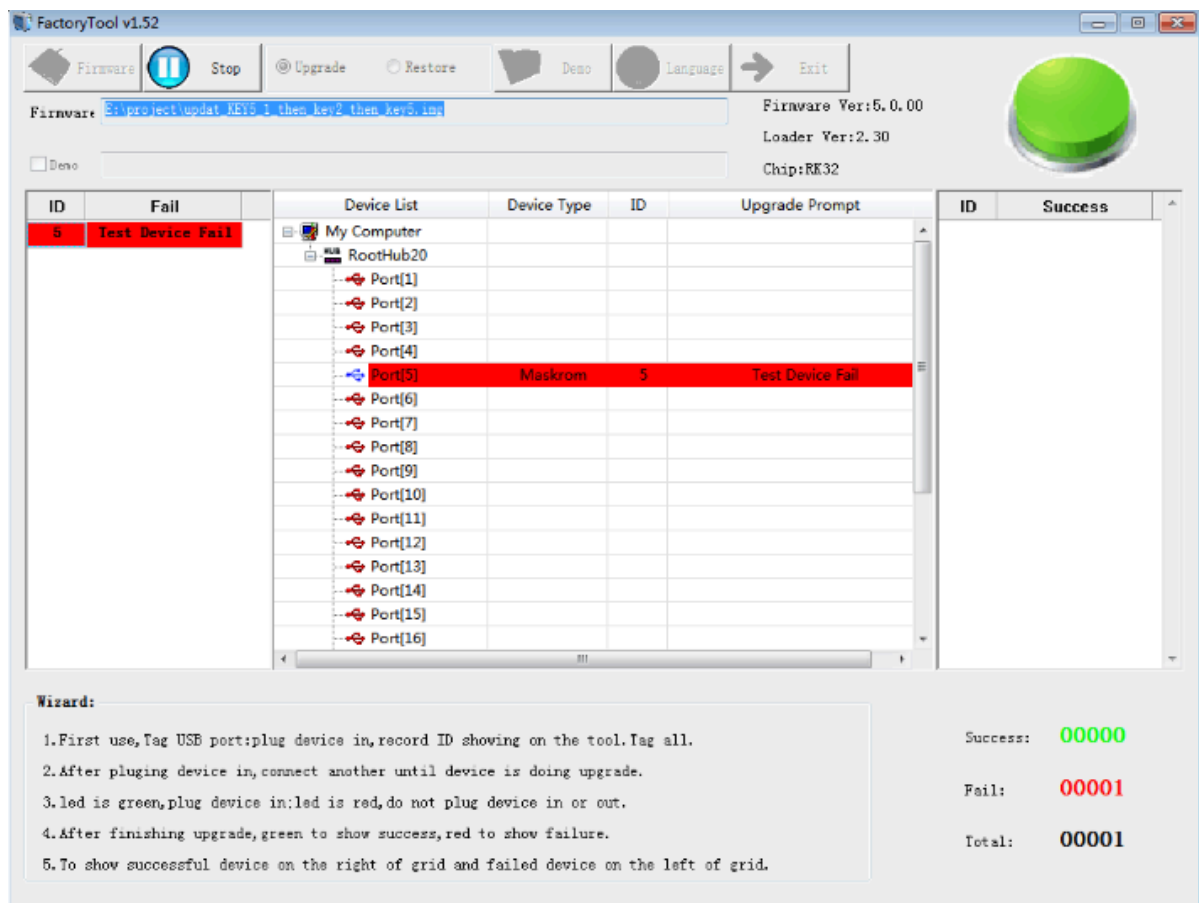 FactoryTool v1.52
Firmware Stop Upgrade Restore Demo Language Exit
Firmware E:\project\updat_KEY5_1_then_key2_then_key5.img
Firmware Ver:5.0.00
Loader Ver:2.30
Demo
Chip:RK32
ID Fail Device List Device Type ID Upgrade Prompt ID Success
5 Test Device Fail
My Computer
HUB RootHub20
Port[1]
Port[2]
Port[3]
Port[4]
Port[5] Maskrom 5 Test Device Fail
Port[6]
Port[7]
Port[8]
Port[9]
Port[10]
Port[11]
Port[12]
Port[13]
Port[14]
Port[15]
Port[16]
Wizard:
1.First use,Tag USB port:plug device in,record ID showing on the tool.Tag all.
2.After pluging device in,connect another until device is doing upgrade.
3.led is green,plug device in;led is red,do not plug device in or out.
4.After finishing upgrade,green to show success,red to show failure.
5.To show successful device on the right of grid and failed device on the left of grid.
Success: 00000
Fail: 00001
Total: 00001